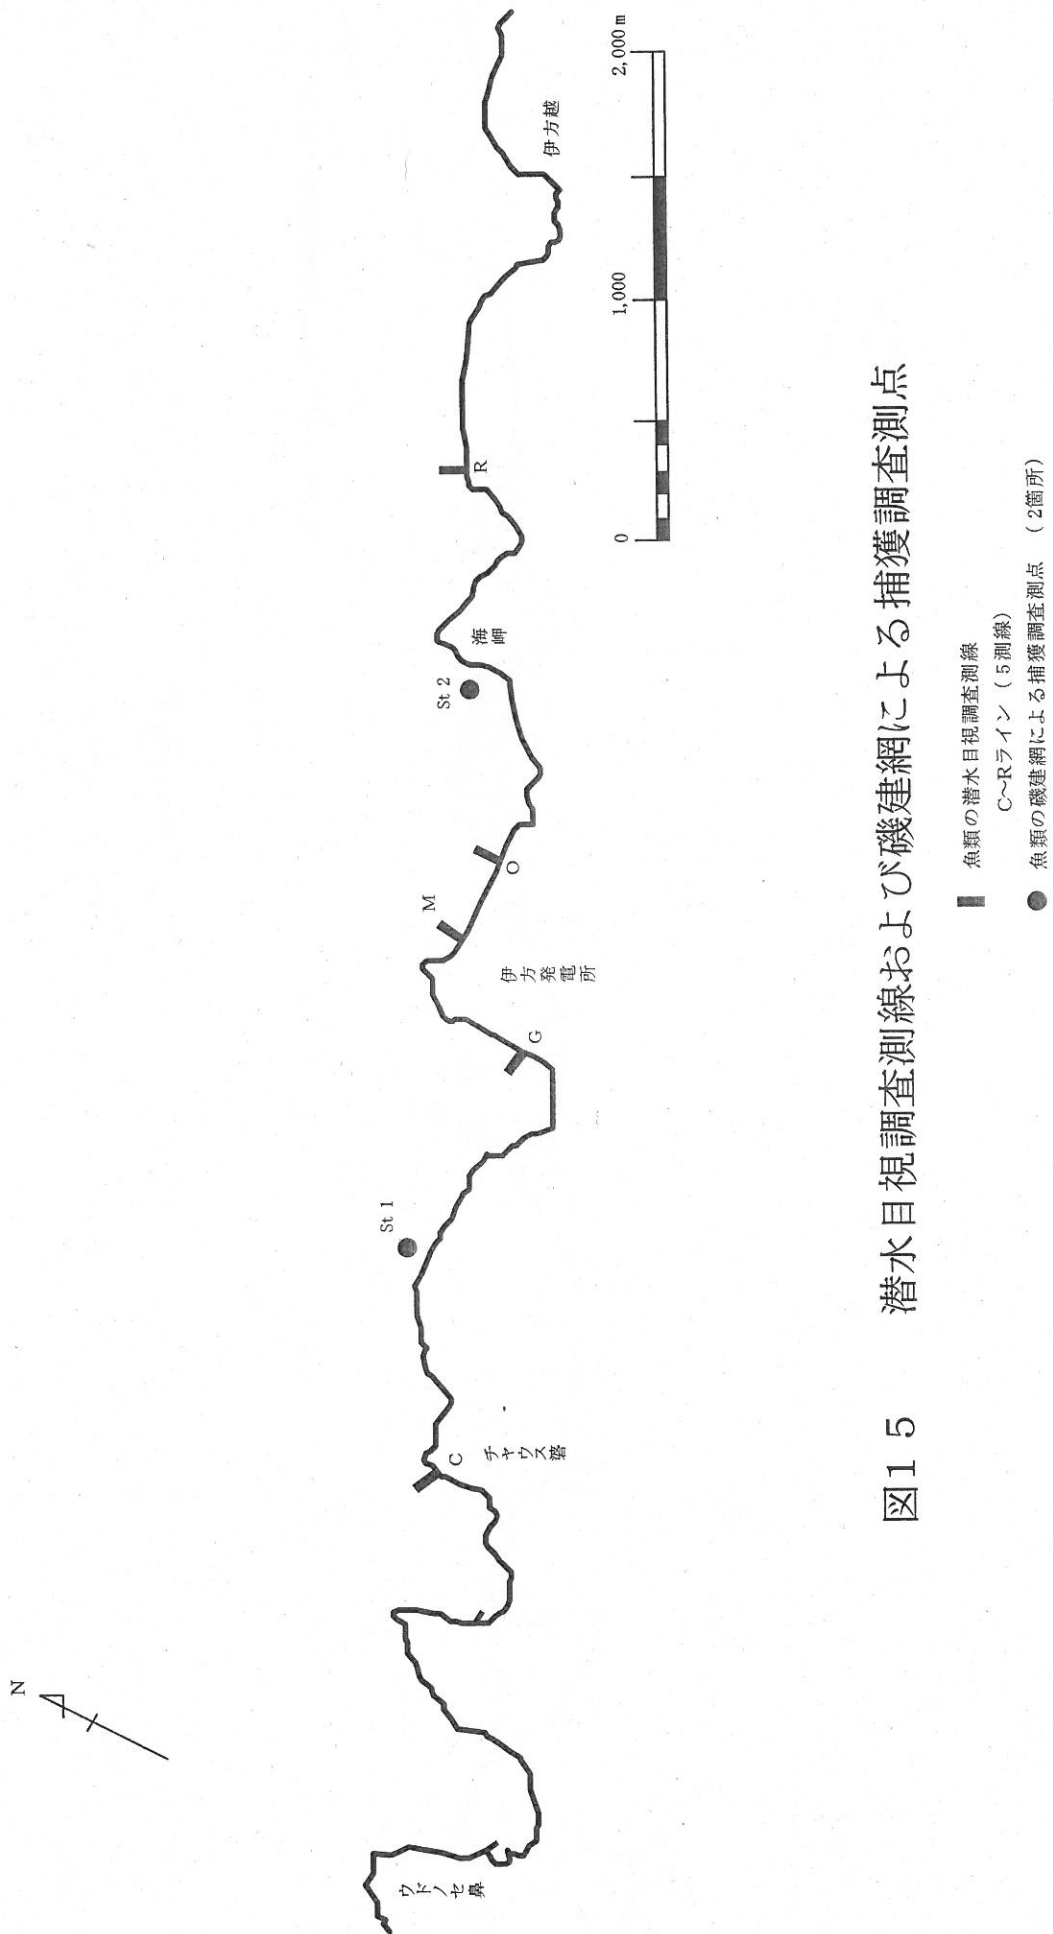 N
ウドノセ鼻
チャウス碆
C
St 1
G
伊方発電所
M
O
St 2
海岬
R
伊方越
0
1,000
2,000 m
図15 潜水目視調査測線および磯建網による捕獲調査測点
魚類の潜水目視調査測線
C~Rライン (5測線)
魚類の磯建網による捕獲調査測点 (2箇所)